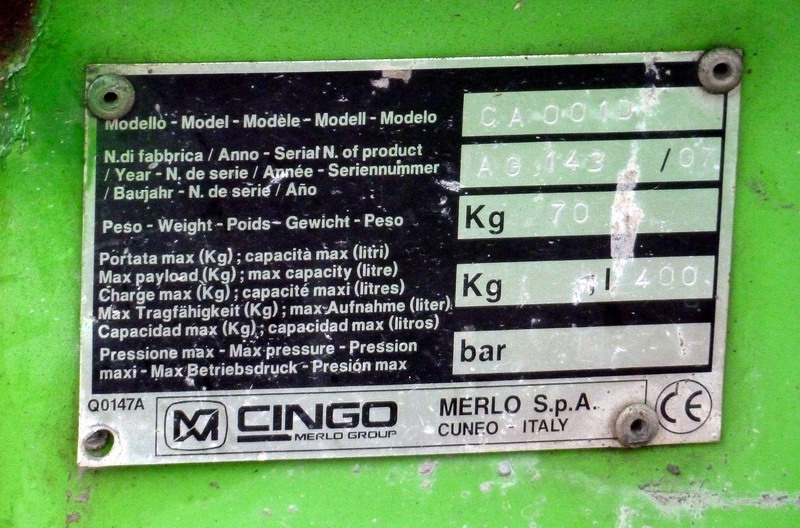 Modello - Model - Modèle - Modell - Modelo CA 001D
N.di fabbrica / Anno - Serial N. of product
/ Year - N. de serie / Année - Seriennummer AG 143 / 07
/ Baujahr - N. de serie / Año
Peso - Weight - Poids - Gewicht - Peso Kg 70
Portata max (Kg) ; capacità max (litri)
Max payload (Kg) ; max capacity (litre)
Charge max (Kg) ; capacité maxi (litres) Kg , l 400
Max Tragfähigkeit (Kg) ; max-Aufnahme (liter)
Capacidad max (Kg) ; capacidad max (litros)
Pressione max - Max pressure - Pression bar
maxi - Max Betriebsdruck - Presión max
Q0147A CINGO MERLO S.p.A. CE
MERLO GROUP CUNEO - ITALY